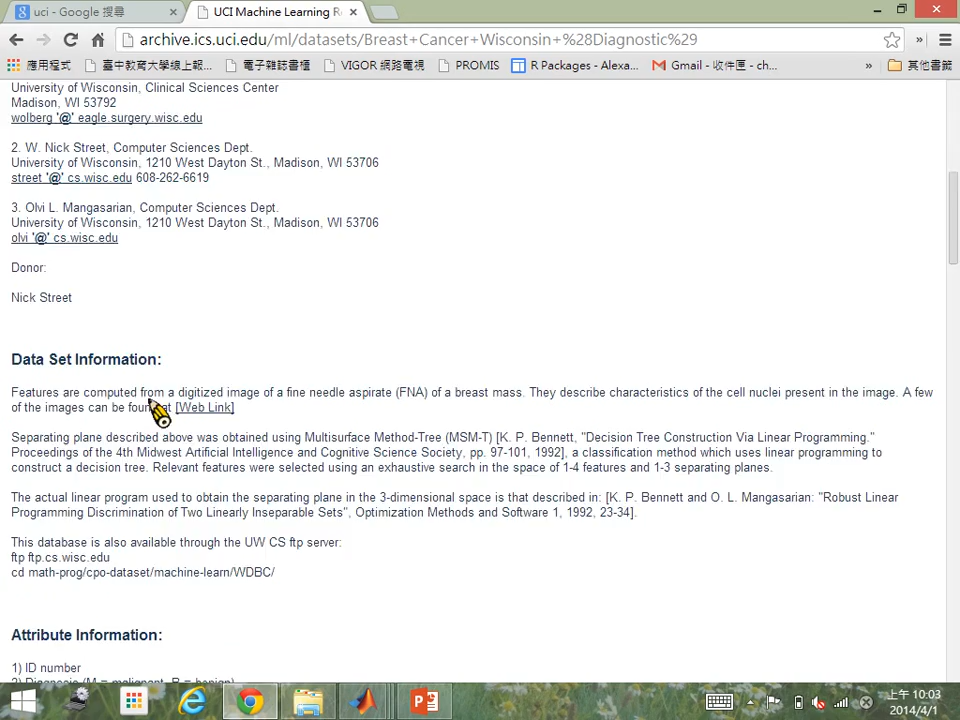 uci - Google 搜尋
UCI Machine Learning R
archive.ics.uci.edu/ml/datasets/Breast+Cancer+Wisconsin+%28Diagnostic%29
應用程式
臺中教育大學線上報...
電子雜誌書櫃
VIGOR 網路電視
PROMIS
R Packages - Alexa...
Gmail - 收件匣 - ch...
»
其他書籤
University of Wisconsin, Clinical Sciences Center
Madison, WI 53792
wolberg '@' eagle.surgery.wisc.edu
2. W. Nick Street, Computer Sciences Dept.
University of Wisconsin, 1210 West Dayton St., Madison, WI 53706
street '@' cs.wisc.edu 608-262-6619
3. Olvi L. Mangasarian, Computer Sciences Dept.
University of Wisconsin, 1210 West Dayton St., Madison, WI 53706
olvi '@' cs.wisc.edu
Donor:
Nick Street
Data Set Information:
Features are computed from a digitized image of a fine needle aspirate (FNA) of a breast mass. They describe characteristics of the cell nuclei present in the image. A few
of the images can be found at [Web Link]
Separating plane described above was obtained using Multisurface Method-Tree (MSM-T) [K. P. Bennett, "Decision Tree Construction Via Linear Programming."
Proceedings of the 4th Midwest Artificial Intelligence and Cognitive Science Society, pp. 97-101, 1992], a classification method which uses linear programming to
construct a decision tree. Relevant features were selected using an exhaustive search in the space of 1-4 features and 1-3 separating planes.
The actual linear program used to obtain the separating plane in the 3-dimensional space is that described in: [K. P. Bennett and O. L. Mangasarian: "Robust Linear
Programming Discrimination of Two Linearly Inseparable Sets", Optimization Methods and Software 1, 1992, 23-34].
This database is also available through the UW CS ftp server:
ftp ftp.cs.wisc.edu
cd math-prog/cpo-dataset/machine-learn/WDBC/
Attribute Information:
1) ID number
2) Diagnosis (M = malignant, B = benign)
上午 10:03
2014/4/1